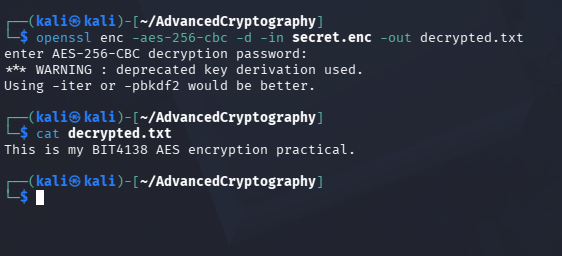 ┌──(kali㉿kali)-[~/AdvancedCryptography]
└─$ openssl enc -aes-256-cbc -d -in secret.enc -out decrypted.txt
enter AES-256-CBC decryption password:
*** WARNING : deprecated key derivation used.
Using -iter or -pbkdf2 would be better.
┌──(kali㉿kali)-[~/AdvancedCryptography]
└─$ cat decrypted.txt
This is my BIT4138 AES encryption practical.
┌──(kali㉿kali)-[~/AdvancedCryptography]
└─$